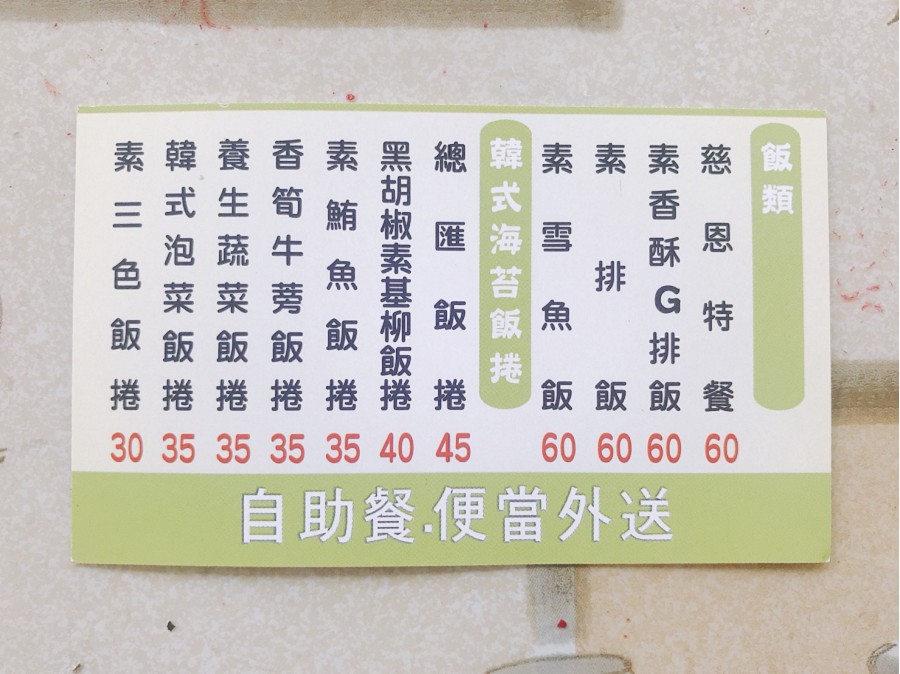 飯類
慈恩特餐 60
素香酥G排飯 60
素排飯 60
素雪魚飯 60
韓式海苔飯捲
總匯飯捲 45
黑胡椒素基柳飯捲 40
素鮪魚飯捲 35
香筍牛蒡飯捲 35
養生蔬菜飯捲 35
韓式泡菜飯捲 35
素三色飯捲 30
自助餐.便當外送